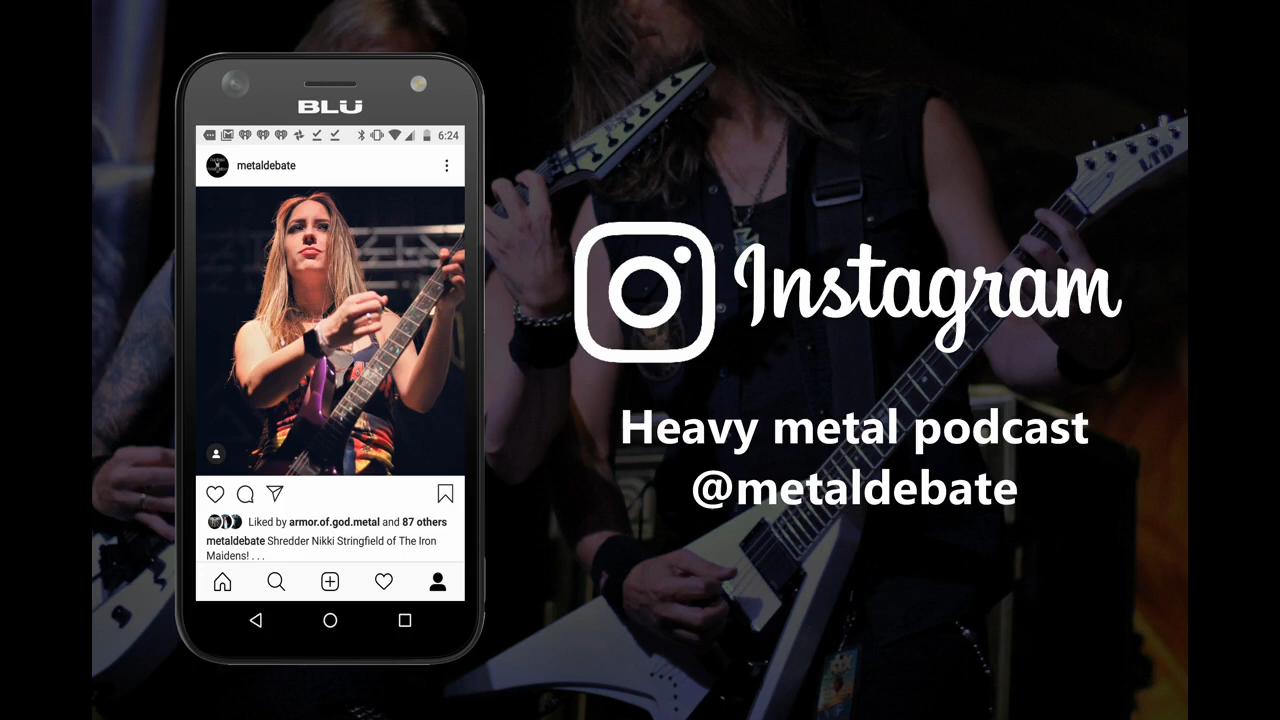 BLU
6:24
metaldebate
Liked by armor.of.god.metal and 87 others
metaldebate Shredder Nikki Stringfield of The Iron
Maidens! . . .
Instagram
Heavy metal podcast
@metaldebate
LTD